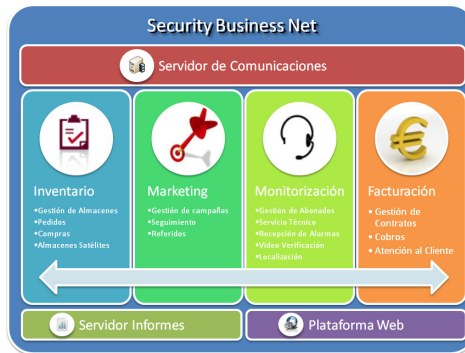 Security Business Net
Servidor de Comunicaciones
Inventario
•Gestión de Almacenes
•Pedidos
•Compras
•Almacenes Satélites
Marketing
•Gestión de campañas
•Seguimiento
•Referidos
Monitorización
•Gestión de Abonados
•Servicio Técnico
•Recepción de Alarmas
•Video Verificación
•Localización
Facturación
• Gestión de
Contratos
• Cobros
• Atención al Cliente
Servidor Informes
Plataforma Web